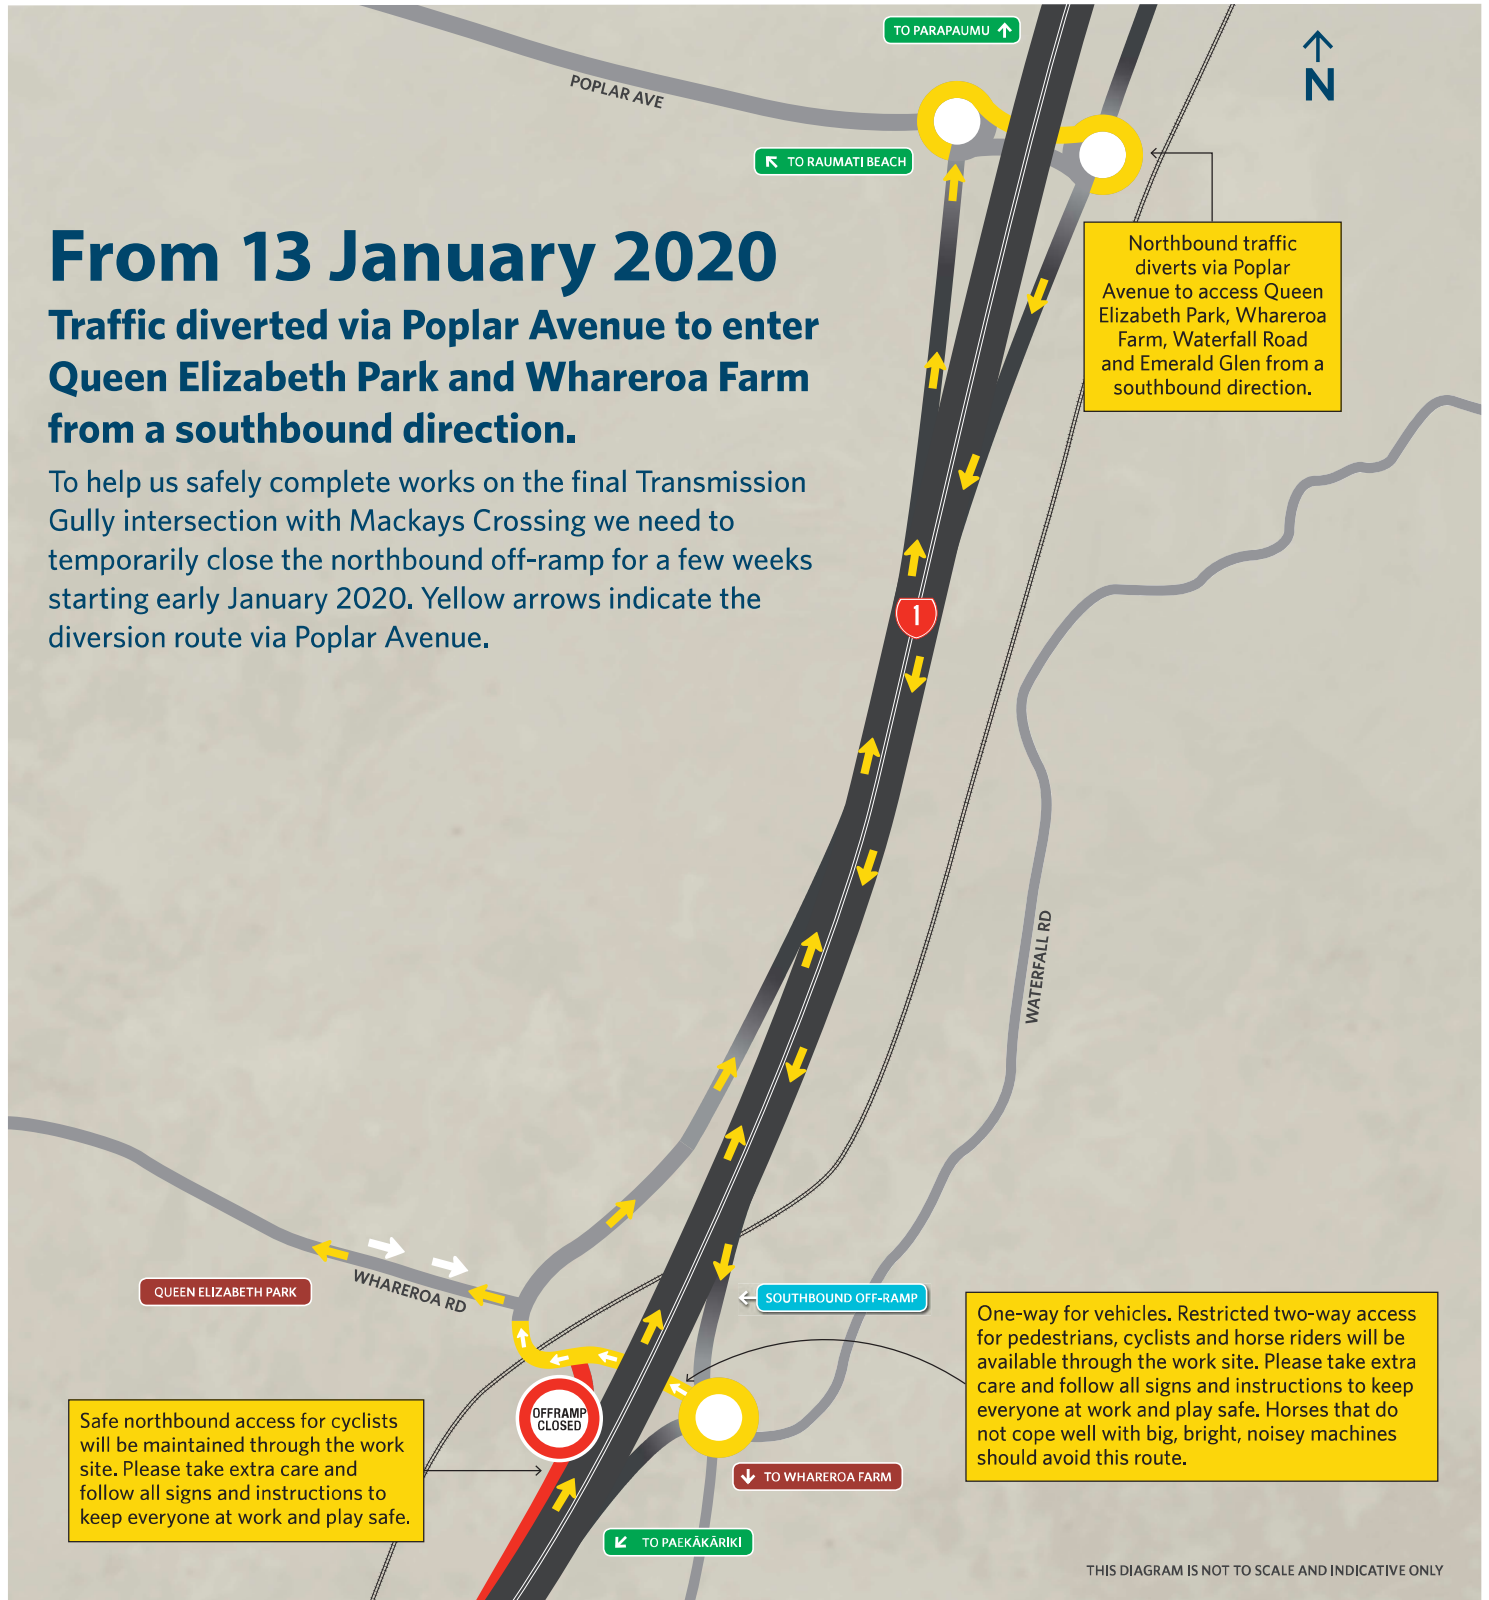 TO PARAPAUMU
N
POPLAR AVE
TO RAUMATI BEACH
From 13 January 2020
Traffic diverted via Poplar Avenue to enter
Queen Elizabeth Park and Whareroa Farm
from a southbound direction.
To help us safely complete works on the final Transmission
Gully intersection with Mackays Crossing we need to
temporarily close the northbound off-ramp for a few weeks
starting early January 2020. Yellow arrows indicate the
diversion route via Poplar Avenue.
Northbound traffic
diverts via Poplar
Avenue to access Queen
Elizabeth Park, Whareroa
Farm, Waterfall Road
and Emerald Glen from a
southbound direction.
1
WATERFALL RD
WHAREROA RD
QUEEN ELIZABETH PARK
SOUTHBOUND OFF-RAMP
One-way for vehicles. Restricted two-way access
for pedestrians, cyclists and horse riders will be
available through the work site. Please take extra
care and follow all signs and instructions to keep
everyone at work and play safe. Horses that do
not cope well with big, bright, noisey machines
should avoid this route.
OFFRAMP
CLOSED
Safe northbound access for cyclists
will be maintained through the work
site. Please take extra care and
follow all signs and instructions to
keep everyone at work and play safe.
TO WHAREROA FARM
TO PAEKĀKĀRIKI
THIS DIAGRAM IS NOT TO SCALE AND INDICATIVE ONLY